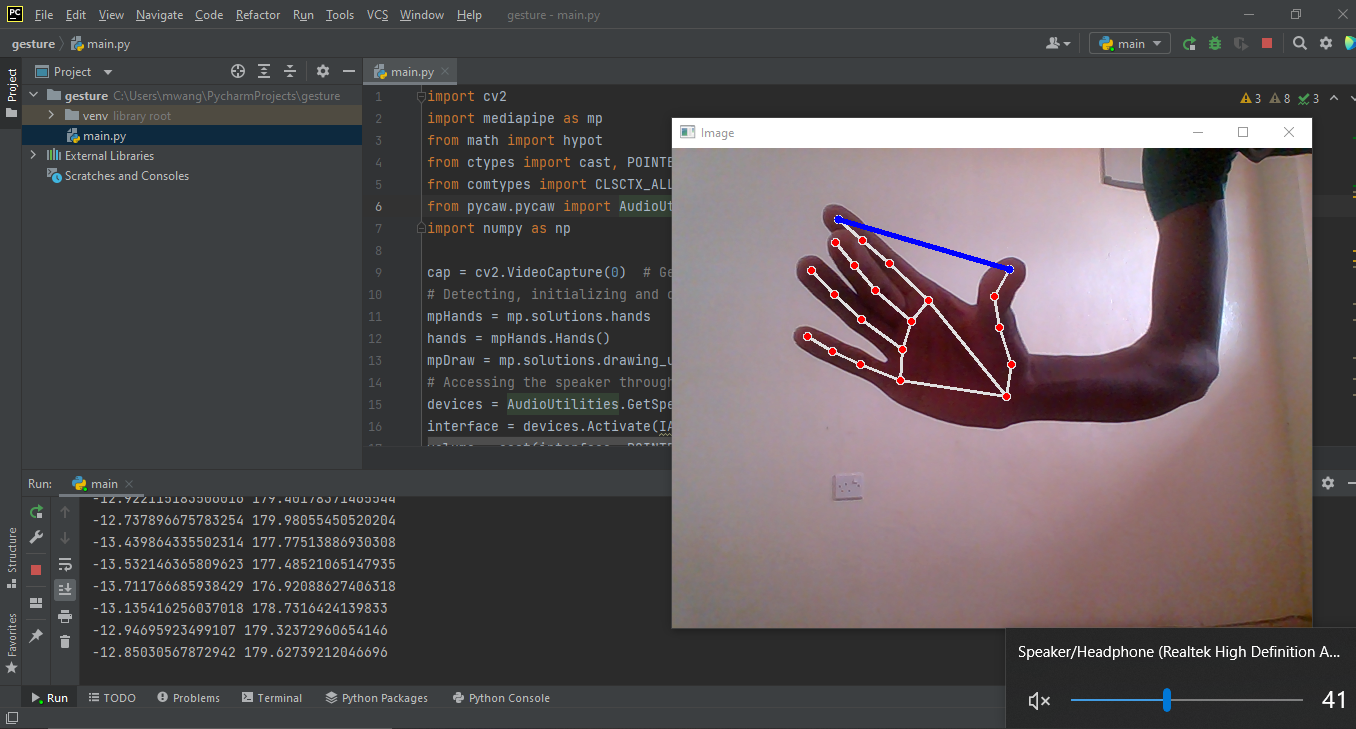 PC File Edit View Navigate Code Refactor Run Tools VCS Window Help gesture - main.py
gesture main.py
main
Project
gesture C:\Users\mwang\PycharmProjects\gesture
venv library root
main.py
External Libraries
Scratches and Consoles
Project
Structure
Favorites
main.py
3 8 3
1 import cv2
2 import mediapipe as mp
3 from math import hypot
4 from ctypes import cast, POINTE
5 from comtypes import CLSCTX_ALL
6 from pycaw.pycaw import AudioUt
7 import numpy as np
8
9 cap = cv2.VideoCapture(0) # Ge
10 # Detecting, initializing and
11 mpHands = mp.solutions.hands
12 hands = mpHands.Hands()
13 mpDraw = mp.solutions.drawing_u
14 # Accessing the speaker through
15 devices = AudioUtilities.GetSpe
16 interface = devices.Activate(IA
Image
Run: main
-12.922115183506016 179.40178371465544
-12.737896675783254 179.98055450520204
-13.439864335502314 177.77513886930308
-13.532146365809623 177.48521065147935
-13.711766685938429 176.92088627406318
-13.135416256037018 178.7316424139833
-12.94695923499107 179.32372960654146
-12.85030567872942 179.62739212046696
Speaker/Headphone (Realtek High Definition A...
41
Run TODO Problems Terminal Python Packages Python Console